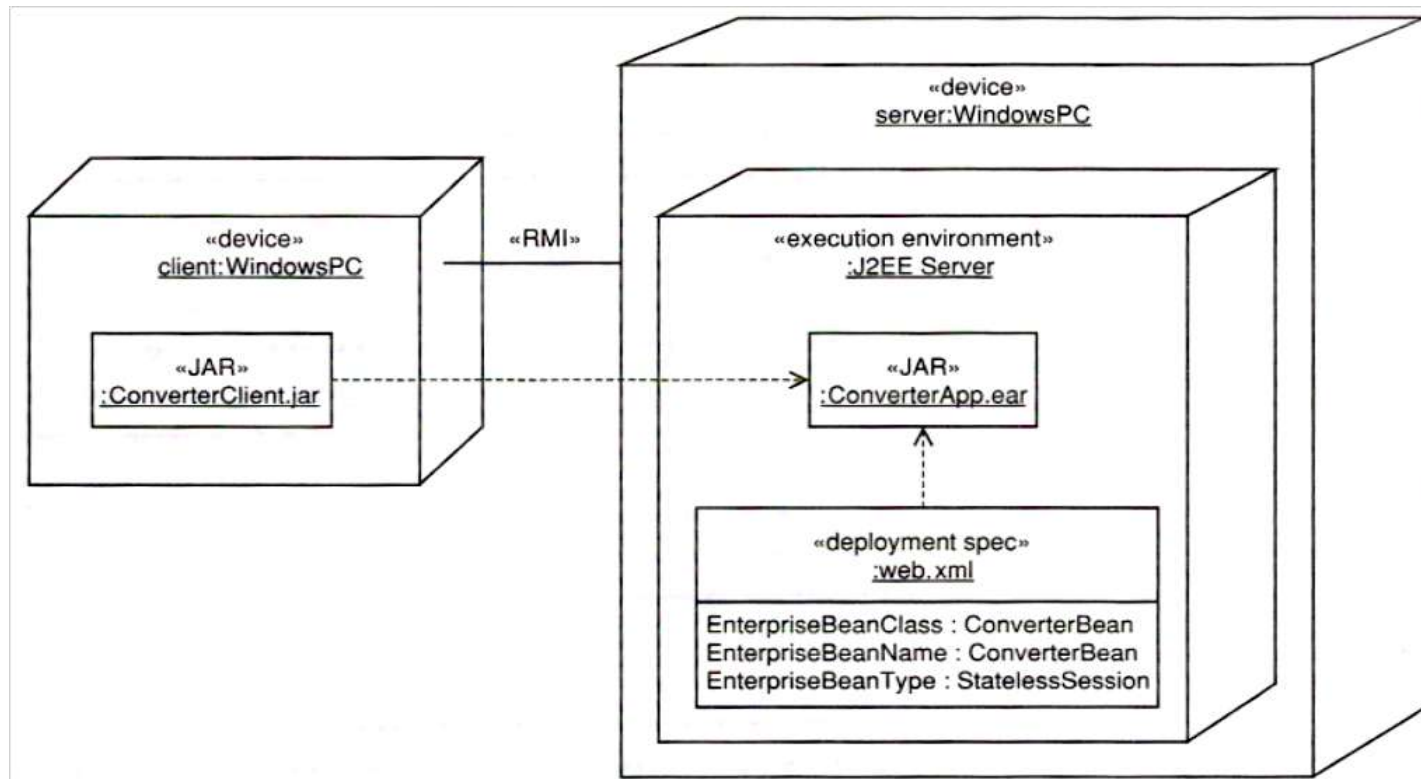 «device»
server:WindowsPC
«device»
client:WindowsPC
«RMI»
«execution environment»
:J2EE Server
«JAR»
:ConverterClient.jar
«JAR»
:ConverterApp.ear
«deployment spec»
:web.xml
EnterpriseBeanClass : ConverterBean
EnterpriseBeanName : ConverterBean
EnterpriseBeanType : StatelessSession